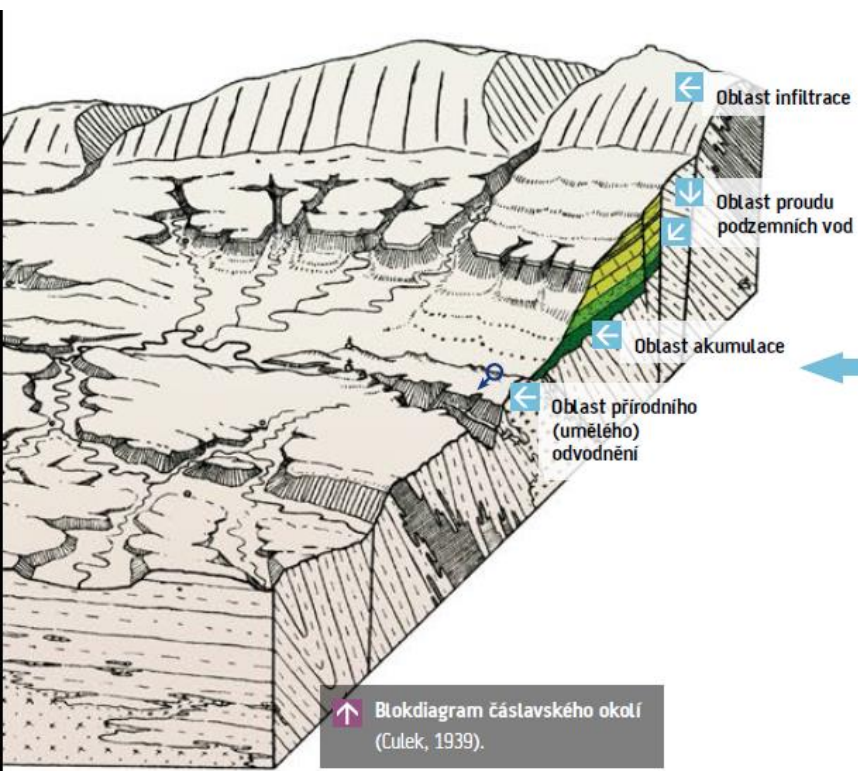 Oblast infiltrace
Oblast proudu
podzemních vod
Oblast akumulace
Oblast přírodního
(umělého)
odvodnění
Blokdiagram čáslavského okolí
(Culek, 1939).